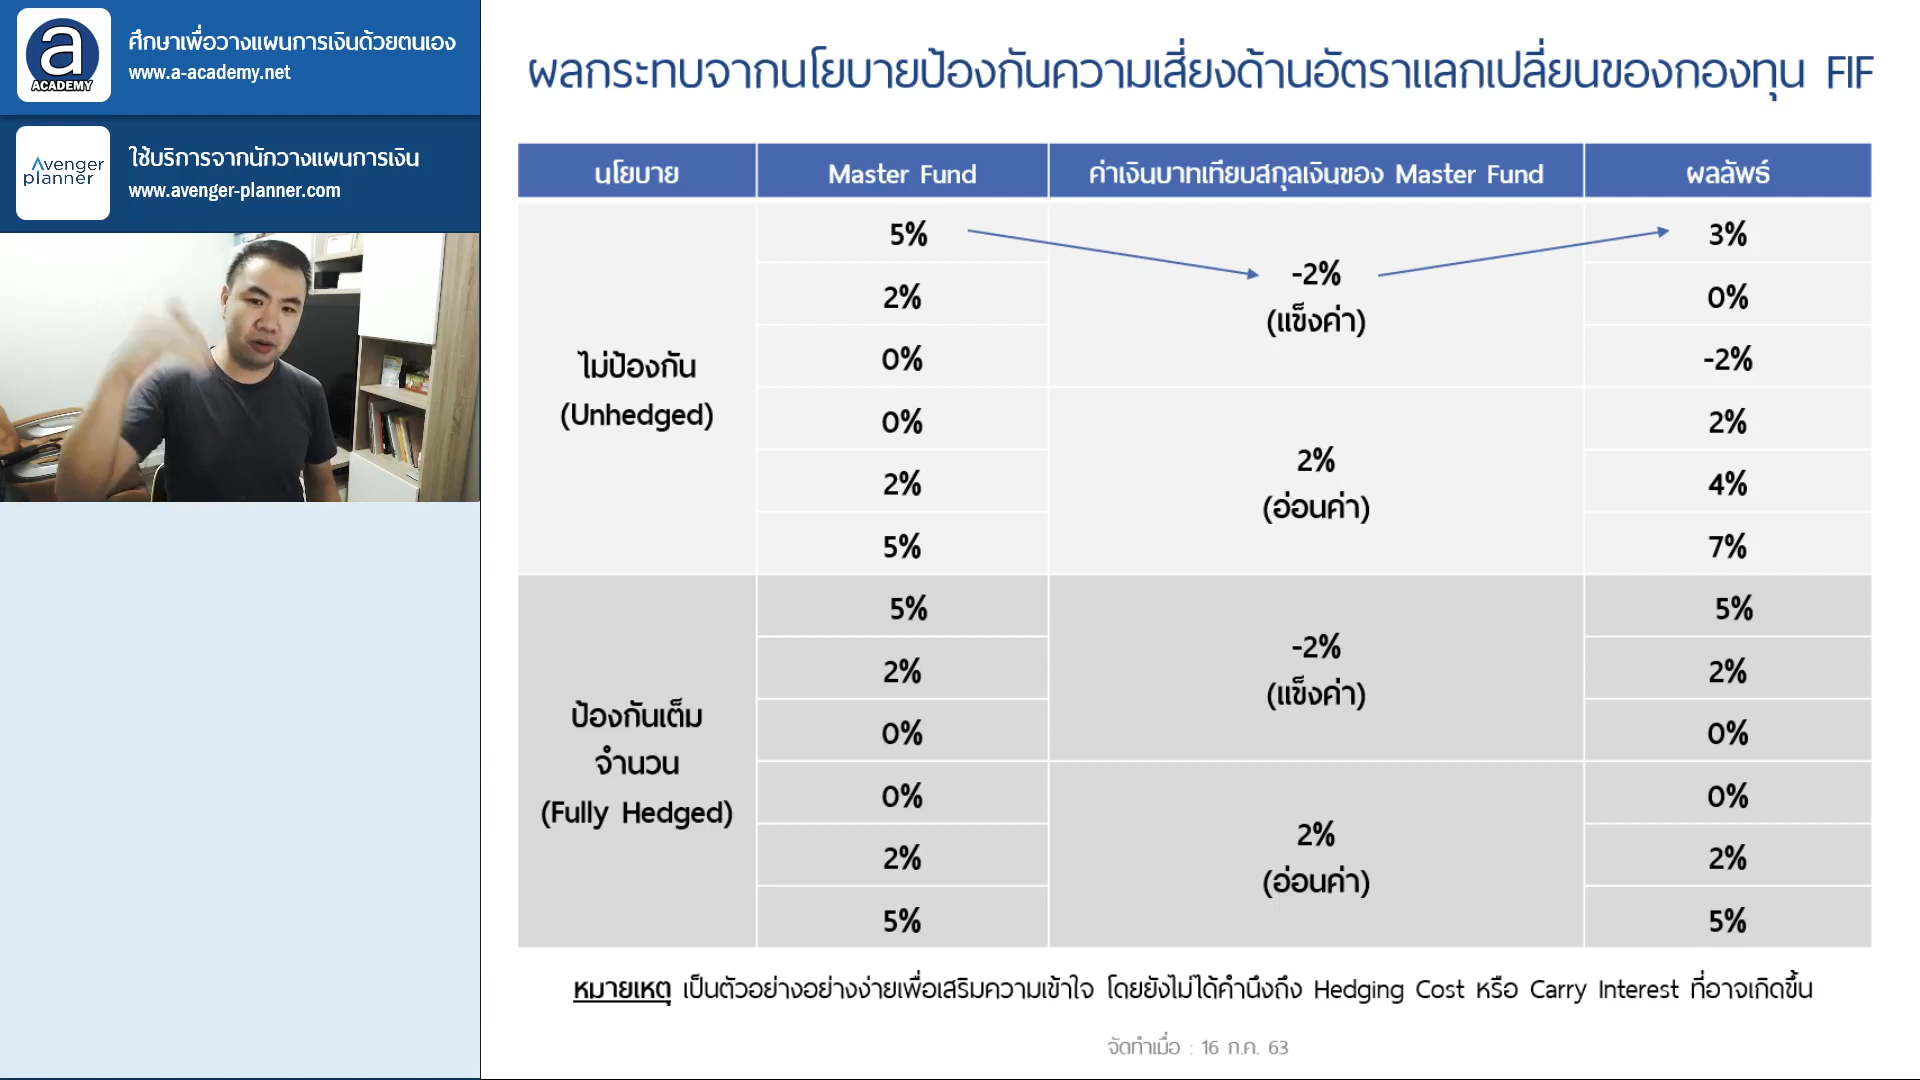 a
ACADEMY
ศึกษาเพื่อวางแผนการเงินด้วยตนเอง
www.a-academy.net
Avenger
planner
ใช้บริการจากนักวางแผนการเงิน
www.avenger-planner.com
ผลกระทบจากนโยบายป้องกันความเสี่ยงด้านอัตราแลกเปลี่ยนของกองทุน FIF
นโยบาย Master Fund ค่าเงินบาทเทียบสกุลเงินของ Master Fund ผลลัพธ์
ไม่ป้องกัน
(Unhedged)
5%
2%
0%
0%
2%
5%
-2%
(แข็งค่า)
2%
(อ่อนค่า)
3%
0%
-2%
2%
4%
7%
ป้องกันเต็ม
จำนวน
(Fully Hedged)
5%
2%
0%
0%
2%
5%
-2%
(แข็งค่า)
2%
(อ่อนค่า)
5%
2%
0%
0%
2%
5%
หมายเหตุ เป็นตัวอย่างอย่างง่ายเพื่อเสริมความเข้าใจ โดยยังไม่ได้คำนึงถึง Hedging Cost หรือ Carry Interest ที่อาจเกิดขึ้น
จัดทำเมื่อ : 16 ก.ค. 63